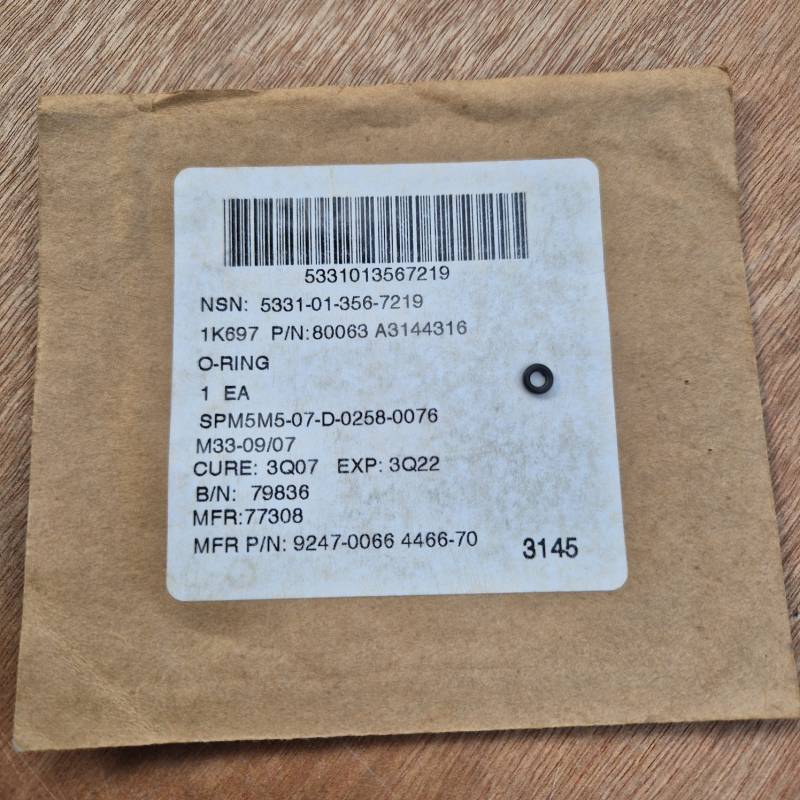 5331013567219
NSN: 5331-01-356-7219
1K697 P/N:80063 A3144316
O-RING
1 EA
SPM5M5-07-D-0258-0076
M33-09/07
CURE: 3Q07 EXP: 3Q22
B/N: 79836
MFR:77308
MFR P/N: 9247-0066 4466-70
3145